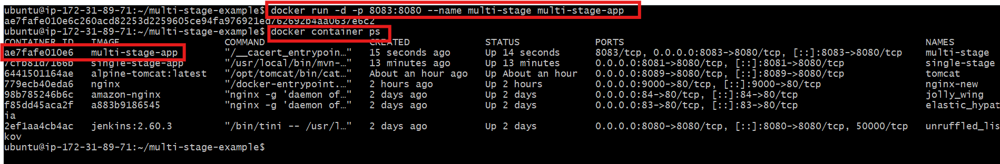 ubuntu@ip-172-31-89-71:~/multi-stage-example$ docker run -d -p 8083:8080 --name multi-stage multi-stage-app
ae7fafe010e6c260acd82253d2259605ce94fa976921ed762692b4aa0637e6c2
ubuntu@ip-172-31-89-71:~/multi-stage-example$ docker container ps
CONTAINER ID   IMAGE                  COMMAND                  CREATED             STATUS             PORTS                                                    NAMES
ae7fafe010e6   multi-stage-app        "/__cacert_entrypoin…"   15 seconds ago      Up 14 seconds      8083/tcp, 0.0.0.0:8083->8080/tcp, [::]:8083->8080/tcp    multi-stage
7cfb81d7166b   single-stage-app       "/usr/local/bin/mvn-…"   13 minutes ago      Up 13 minutes      0.0.0.0:8081->8080/tcp, [::]:8081->8080/tcp              single-stage
6441501164ae   alpine-tomcat:latest   "/opt/tomcat/bin/cat…"   About an hour ago   Up About an hour   0.0.0.0:8089->8080/tcp, [::]:8089->8080/tcp              tomcat
779ecb40eda6   nginx                  "/docker-entrypoint.…"   2 hours ago         Up 2 hours         0.0.0.0:9000->80/tcp, [::]:9000->80/tcp                  nginx-new
98b785246b6c   amazon-nginx           "nginx -g 'daemon of…"   2 days ago          Up 2 days          0.0.0.0:84->80/tcp, [::]:84->80/tcp                      jolly_wing
f85dd45aca2f   a883b9186545           "nginx -g 'daemon of…"   2 days ago          Up 2 days          0.0.0.0:83->80/tcp, [::]:83->80/tcp                      elastic_hypat
ia
2ef1aa4cb4ac   jenkins:2.60.3         "/bin/tini -- /usr/l…"   2 days ago          Up 2 days          0.0.0.0:8080->8080/tcp, [::]:8080->8080/tcp, 50000/tcp   unruffled_lis
kov
ubuntu@ip-172-31-89-71:~/multi-stage-example$